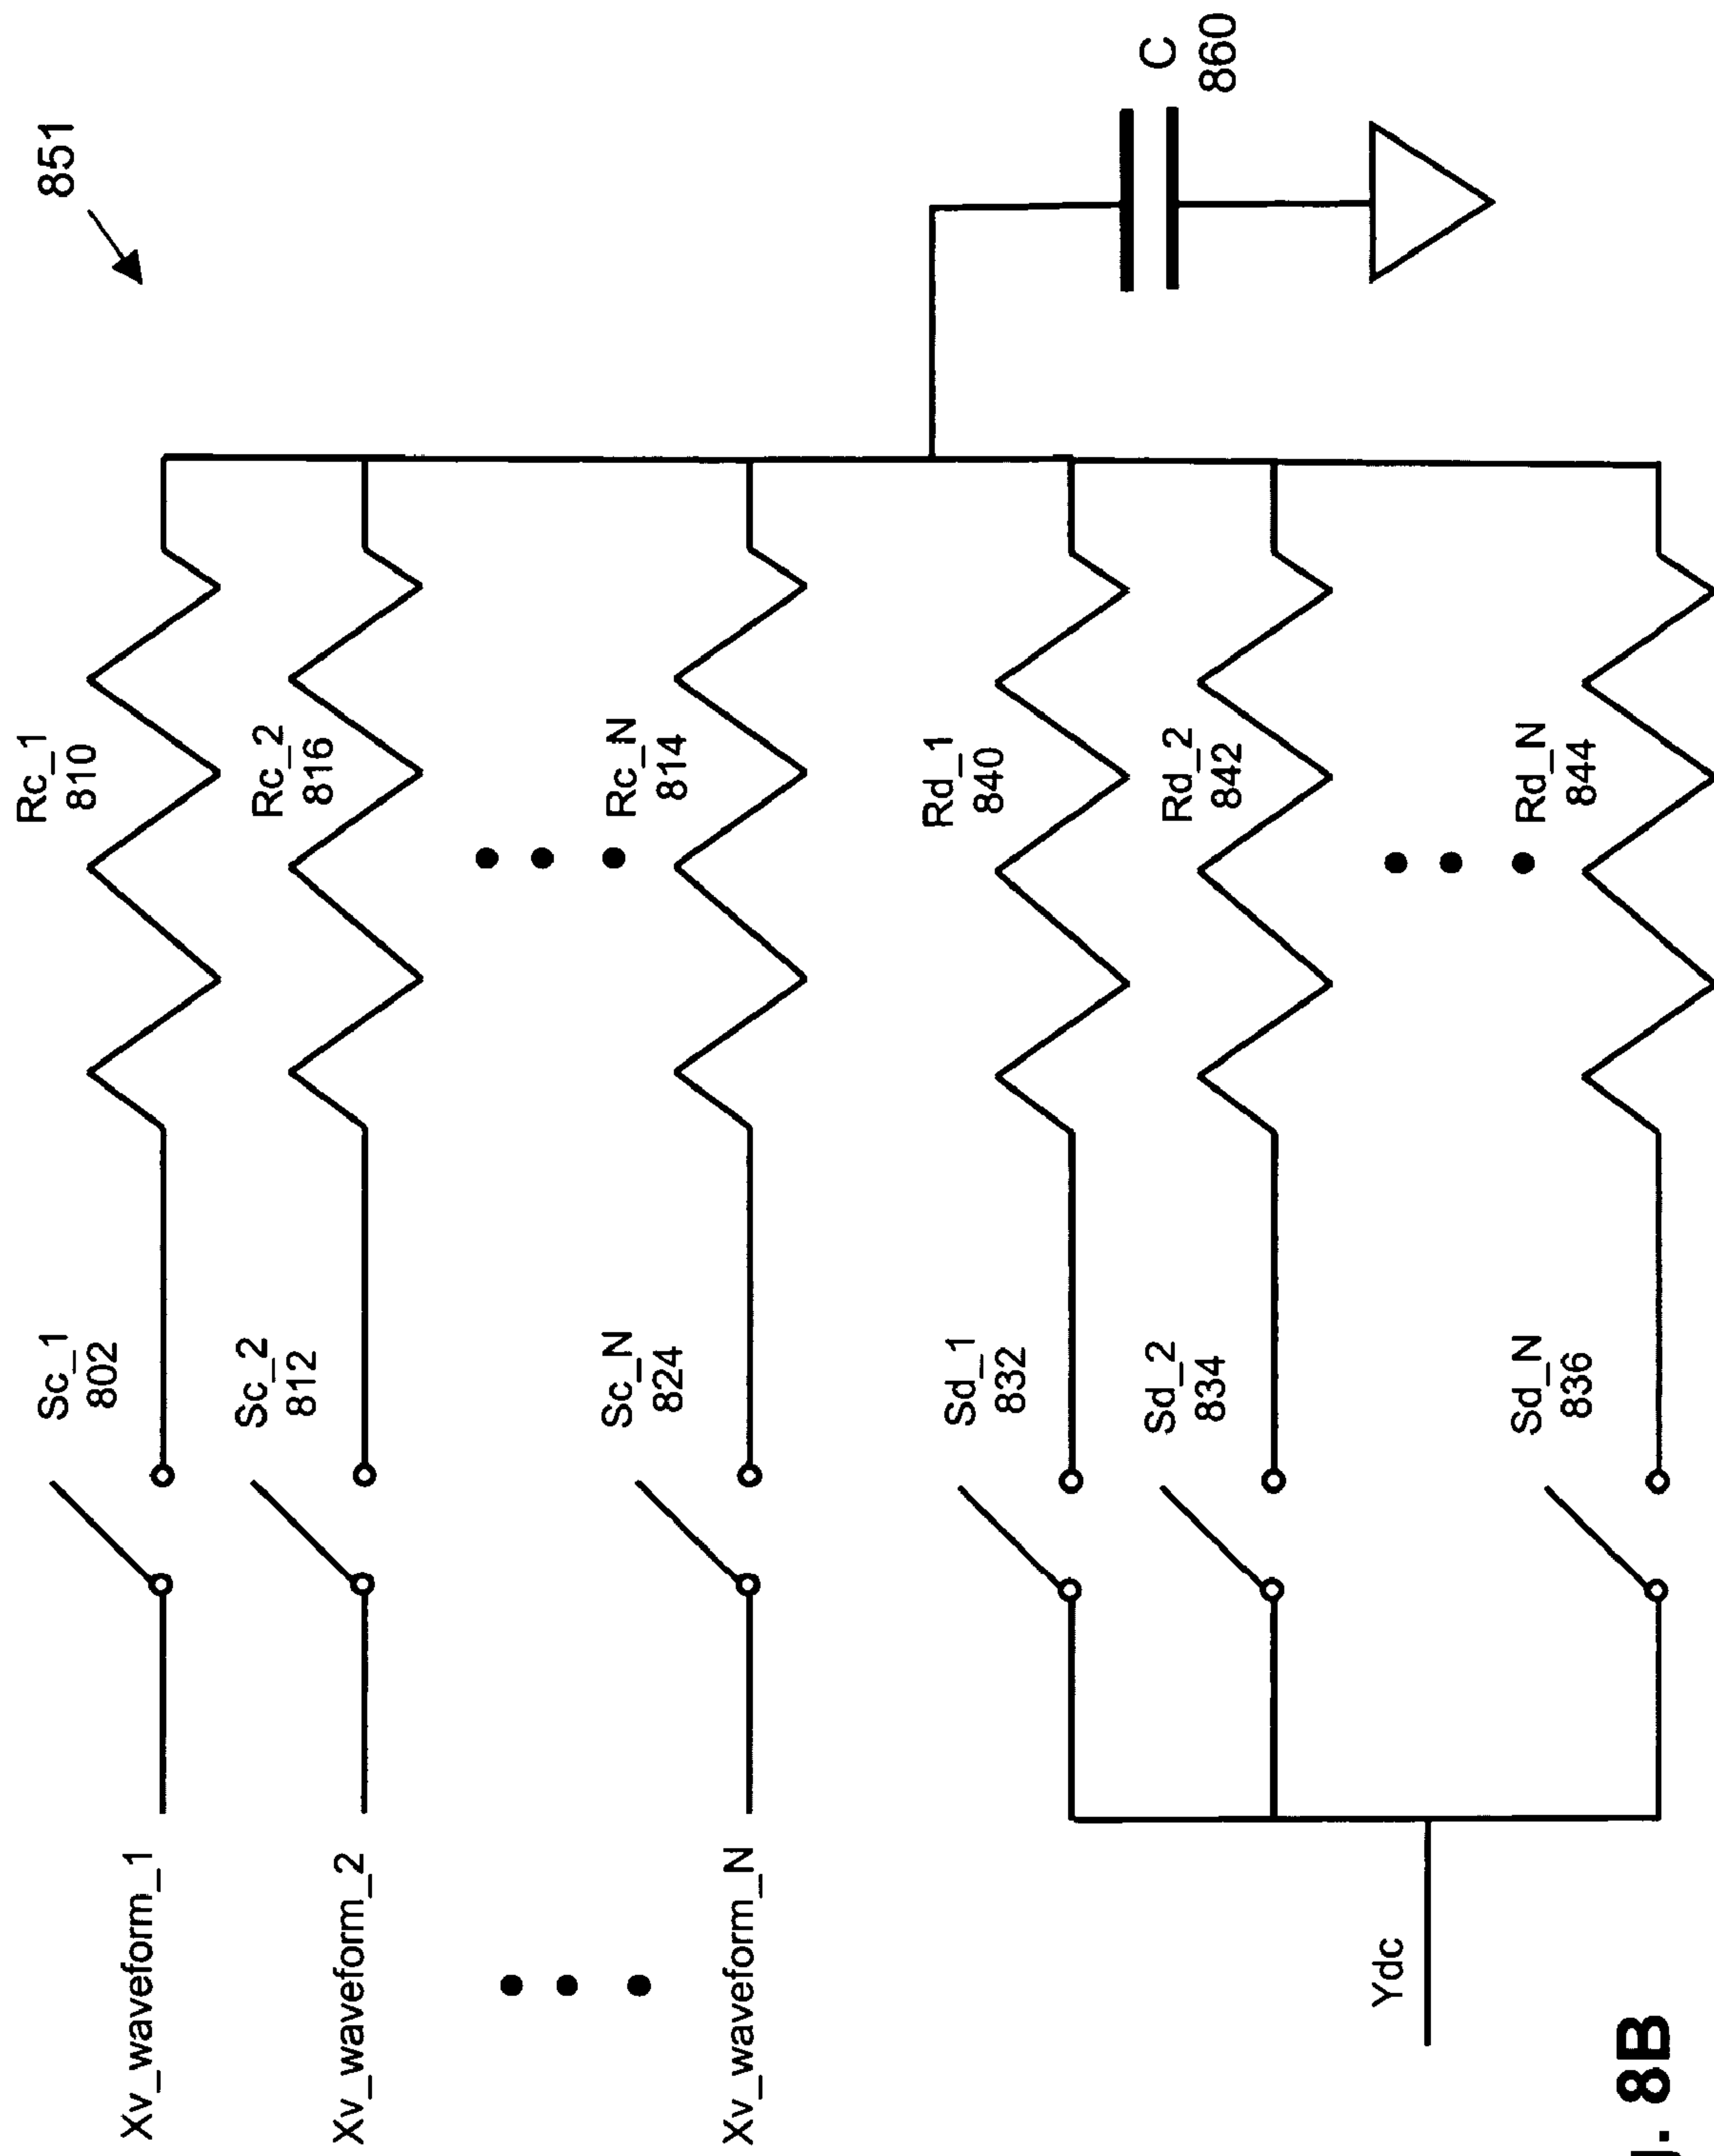 851
Xv_waveform_1
Sc_1
802
Rc_1
810
Xv_waveform_2
Sc_2
812
Rc_2
816
Xv_waveform_N
Sc_N
824
Rc_N
814
C
860
Sd_1
832
Rd_1
840
Sd_2
834
Rd_2
842
Ydc
Sd_N
836
Rd_N
844
8B